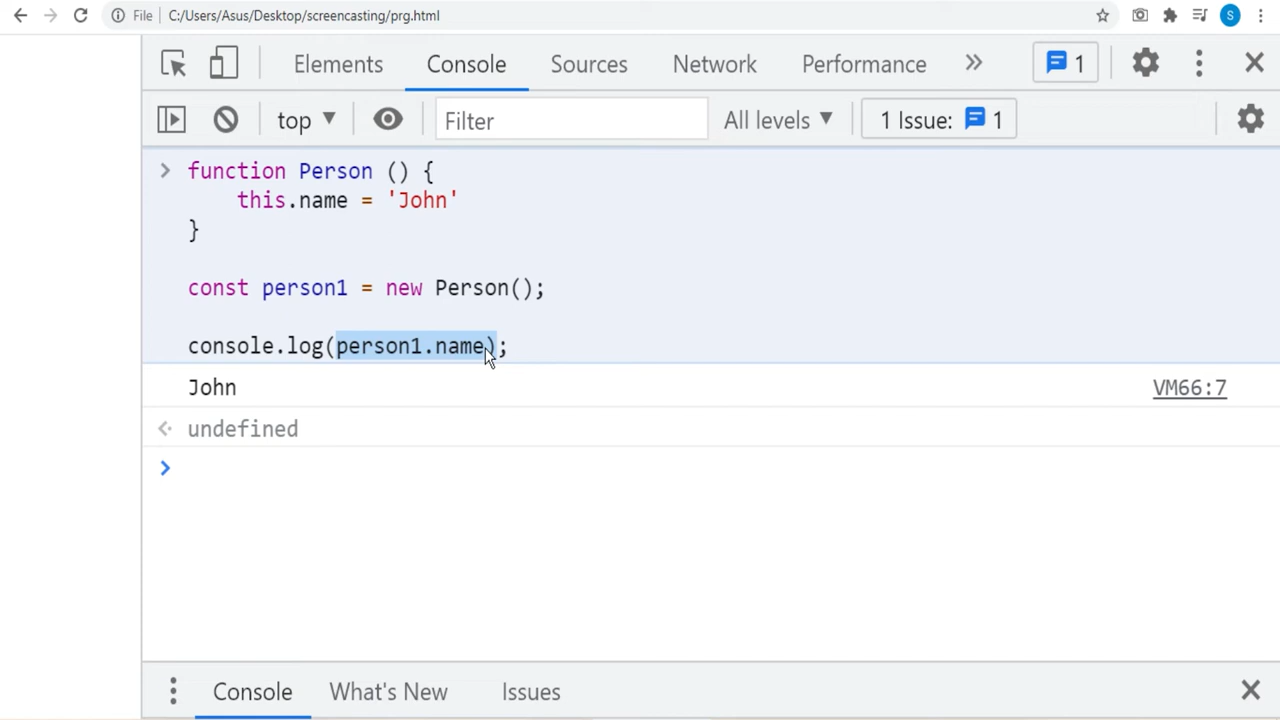 File C:/Users/Asus/Desktop/screencasting/prg.html S
Elements Console Sources Network Performance » 1
top Filter All levels 1 Issue: 1
> function Person () {
this.name = 'John'
}
const person1 = new Person();
console.log(person1.name);
John VM66:7
undefined
>
Console What's New Issues